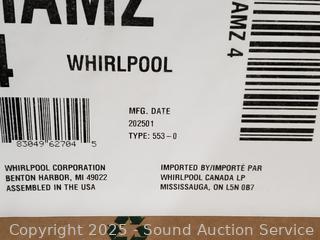 HAMZ
4
WHIRLPOOL
AMZ 4
83049 62704 5
MFG. DATE
202501
TYPE: 553-0
WHIRLPOOL CORPORATION
BENTON HARBOR, MI 49022
ASSEMBLED IN THE USA
IMPORTED BY/IMPORTÉ PAR
WHIRLPOOL CANADA LP
MISSISSAUGA, ON L5N 0B7
Copyright 2025 - Sound Auction Service